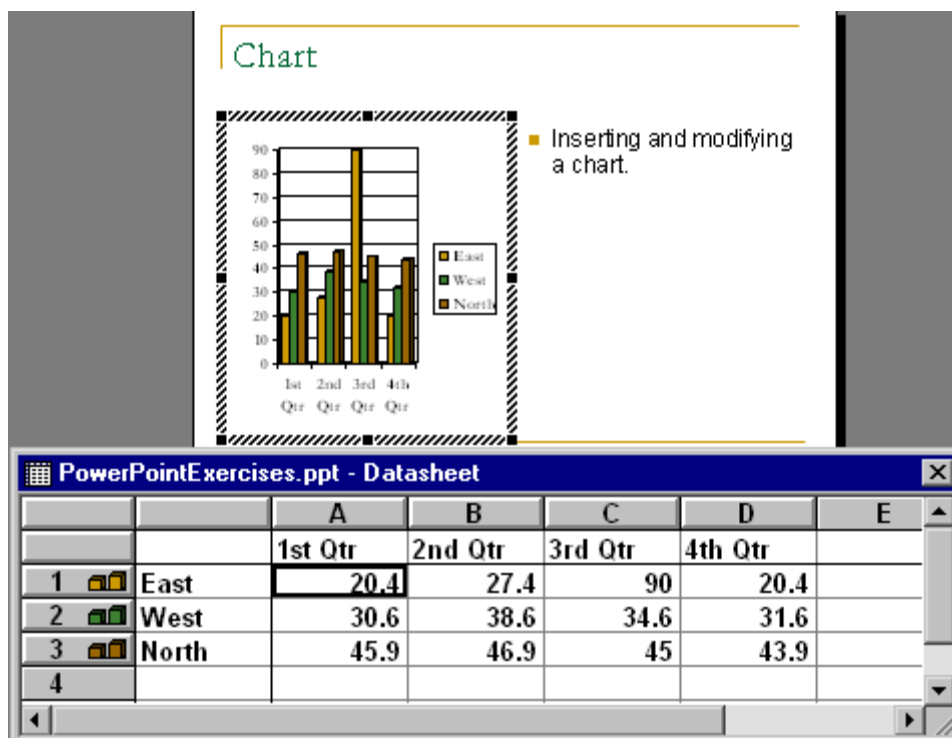 Chart
Inserting and modifying
a chart.
90
80
70
60
50
40
30
20
10
0
East
West
North
1st 2nd 3rd 4th
Qtr Qtr Qtr Qtr
PowerPointExercises.ppt - Datasheet
A B C D E
1st Qtr 2nd Qtr 3rd Qtr 4th Qtr
1 East 20.4 27.4 90 20.4
2 West 30.6 38.6 34.6 31.6
3 North 45.9 46.9 45 43.9
4